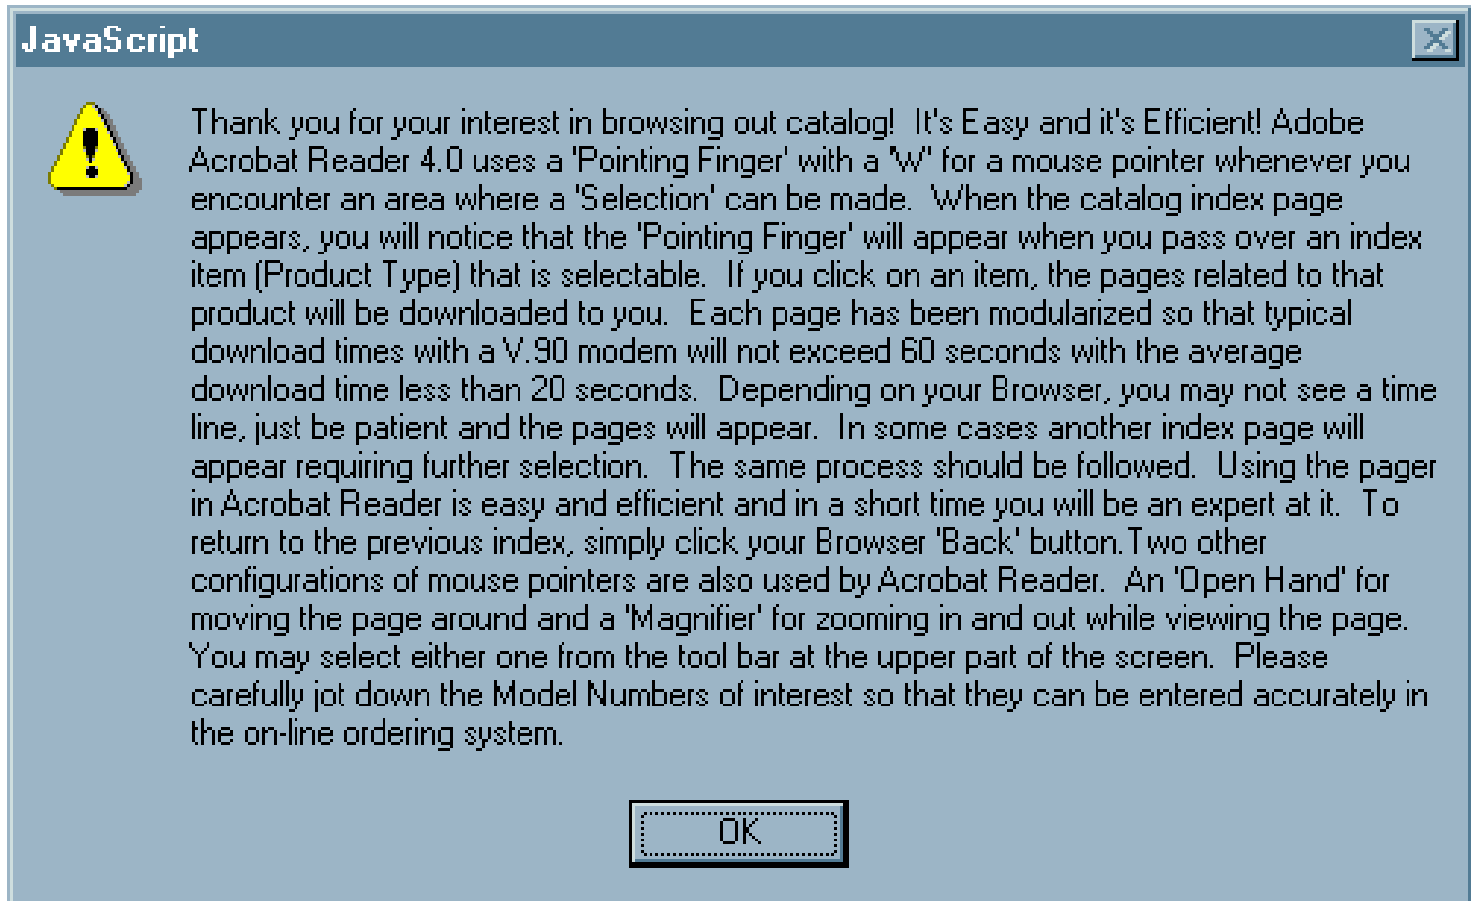 JavaScript
Thank you for your interest in browsing out catalog!  It's Easy and it's Efficient! Adobe
Acrobat Reader 4.0 uses a 'Pointing Finger' with a 'W' for a mouse pointer whenever you
encounter an area where a 'Selection' can be made.  When the catalog index page
appears, you will notice that the 'Pointing Finger' will appear when you pass over an index
item (Product Type) that is selectable.  If you click on an item, the pages related to that
product will be downloaded to you.  Each page has been modularized so that typical
download times with a V.90 modem will not exceed 60 seconds with the average
download time less than 20 seconds.  Depending on your Browser, you may not see a time
line, just be patient and the pages will appear.  In some cases another index page will
appear requiring further selection.  The same process should be followed.  Using the pager
in Acrobat Reader is easy and efficient and in a short time you will be an expert at it.  To
return to the previous index, simply click your Browser 'Back' button.Two other
configurations of mouse pointers are also used by Acrobat Reader.  An 'Open Hand' for
moving the page around and a 'Magnifier' for zooming in and out while viewing the page.
You may select either one from the tool bar at the upper part of the screen.  Please
carefully jot down the Model Numbers of interest so that they can be entered accurately in
the on-line ordering system.
OK